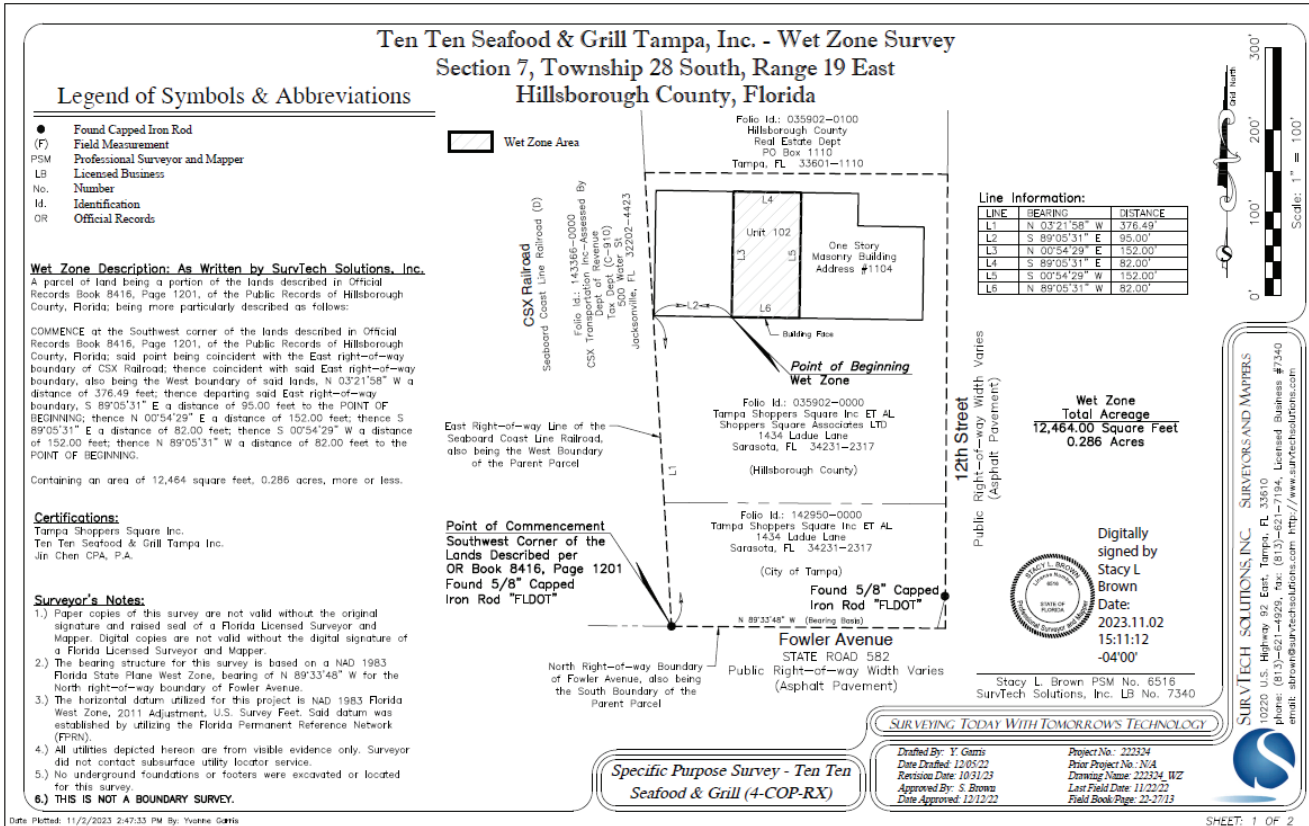 Ten Ten Seafood & Grill Tampa, Inc. - Wet Zone Survey
Section 7, Township 28 South, Range 19 East
Hillsborough County, Florida
Legend of Symbols & Abbreviations
Found Capped Iron Rod
(F) Field Measurement
PSM Professional Surveyor and Mapper
LB Licensed Business
No. Number
Id. Identification
OR Official Records
Wet Zone Area
Wet Zone Description: As Written by SurvTech Solutions, Inc.
A parcel of land being a portion of the lands described in Official
Records Book 8416, Page 1201, of the Public Records of Hillsborough
County, Florida; being more particularly described as follows:
COMMENCE at the Southwest corner of the lands described in Official
Records Book 8416, Page 1201, of the Public Records of Hillsborough
County, Florida; said point being coincident with the East right-of-way
boundary of CSX Railroad; thence coincident with said East right-of-way
boundary, also being the West boundary of said lands, N 03°21'58" W a
distance of 376.49 feet; thence departing said East right-of-way
boundary, S 89°05'31" E a distance of 95.00 feet to the POINT OF
BEGINNING; thence N 00°54'29" E a distance of 152.00 feet; thence S
89°05'31" E a distance of 82.00 feet; thence S 00°54'29" W a distance
of 152.00 feet; thence N 89°05'31" W a distance of 82.00 feet to the
POINT OF BEGINNING.
Containing an area of 12,464 square feet, 0.286 acres, more or less.
Certifications:
Tampa Shoppers Square Inc.
Ten Ten Seafood & Grill Tampa Inc.
Jin Chen CPA, P.A.
Surveyor's Notes:
1.) Paper copies of this survey are not valid without the original
signature and raised seal of a Florida Licensed Surveyor and
Mapper. Digital copies are not valid without the digital signature of
a Florida Licensed Surveyor and Mapper.
2.) The bearing structure for this survey is based on a NAD 1983
Florida State Plane West Zone, bearing of N 89°33'48" W for the
North right-of-way boundary of Fowler Avenue.
3.) The horizontal datum utilized for this project is NAD 1983 Florida
West Zone, 2011 Adjustment, U.S. Survey Feet. Said datum was
established by utilizing the Florida Permanent Reference Network
(FPRN).
4.) All utilities depicted hereon are from visible evidence only. Surveyor
did not contact subsurface utility locator service.
5.) No underground foundations or footers were excavated or located
for this survey.
6.) THIS IS NOT A BOUNDARY SURVEY.
Folio Id.: 035902-0100
Hillsborough County
Real Estate Dept
PO Box 1110
Tampa, FL 33601-1110
CSX Railroad
Seaboard Coast Line Railroad (D)
Folio Id.: 143366-0000
CSX Transportation Inc-Assessed By
Dept of Revenue
Tax Dept (C-910)
500 Water St
Jacksonville, FL 32202-4423
L4
Unit 102
L3
L5
One Story
Masonry Building
Address #1104
L2
L6
Building Face
Point of Beginning
Wet Zone
Folio Id.: 035902-0000
Tampa Shoppers Square Inc ET AL
Shoppers Square Associates LTD
1434 Ladue Lane
Sarasota, FL 34231-2317
(Hillsborough County)
East Right-of-way Line of the
Seaboard Coast Line Railroad,
also being the West Boundary
of the Parent Parcel
L1
Folio Id.: 142950-0000
Tampa Shoppers Square Inc ET AL
1434 Ladue Lane
Sarasota, FL 34231-2317
(City of Tampa)
Point of Commencement
Southwest Corner of the
Lands Described per
OR Book 8416, Page 1201
Found 5/8" Capped
Iron Rod "FLDOT"
Found 5/8" Capped
Iron Rod "FLDOT"
N 89°33'48" W (Bearing Basis)
Fowler Avenue
STATE ROAD 582
Public Right-of-way Width Varies
(Asphalt Pavement)
North Right-of-way Boundary
of Fowler Avenue, also being
the South Boundary of the
Parent Parcel
12th Street
Public Right-of-way Width Varies
(Asphalt Pavement)
Line Information:
LINE BEARING DISTANCE
L1 N 03°21'58" W 376.49'
L2 S 89°05'31" E 95.00'
L3 N 00°54'29" E 152.00'
L4 S 89°05'31" E 82.00'
L5 S 00°54'29" W 152.00'
L6 N 89°05'31" W 82.00'
Grid North
0' 100' 200' 300'
Scale: 1" = 100'
Wet Zone
Total Acreage
12,464.00 Square Feet
0.286 Acres
STACY L. BROWN
License Number
6516
STATE OF
FLORIDA
Professional Surveyor and Mapper
Digitally
signed by
Stacy L
Brown
Date:
2023.11.02
15:11:12
-04'00'
Stacy L. Brown PSM No. 6516
SurvTech Solutions, Inc. LB No. 7340
SURVTECH SOLUTIONS, INC. SURVEYORS AND MAPPERS
10220 U.S. Highway 92 East, Tampa, FL 33610
phone: (813)-621-4929, fax: (813)-621-7194, Licensed Business #7340
email: sbrown@survtechsolutions.com http://www.survtechsolutions.com
SURVEYING TODAY WITH TOMORROW'S TECHNOLOGY
Specific Purpose Survey - Ten Ten
Seafood & Grill (4-COP-RX)
Drafted By: Y. Garris Project No.: 222324
Date Drafted: 12/05/22 Prior Project No.: N/A
Revision Date: 10/31/23 Drawing Name: 222324_WZ
Approved By: S. Brown Last Field Date: 11/22/22
Date Approved: 12/12/22 Field Book/Page: 22-27/13
S
Date Plotted: 11/2/2023 2:47:33 PM By: Yvonne Garris
SHEET: 1 OF 2